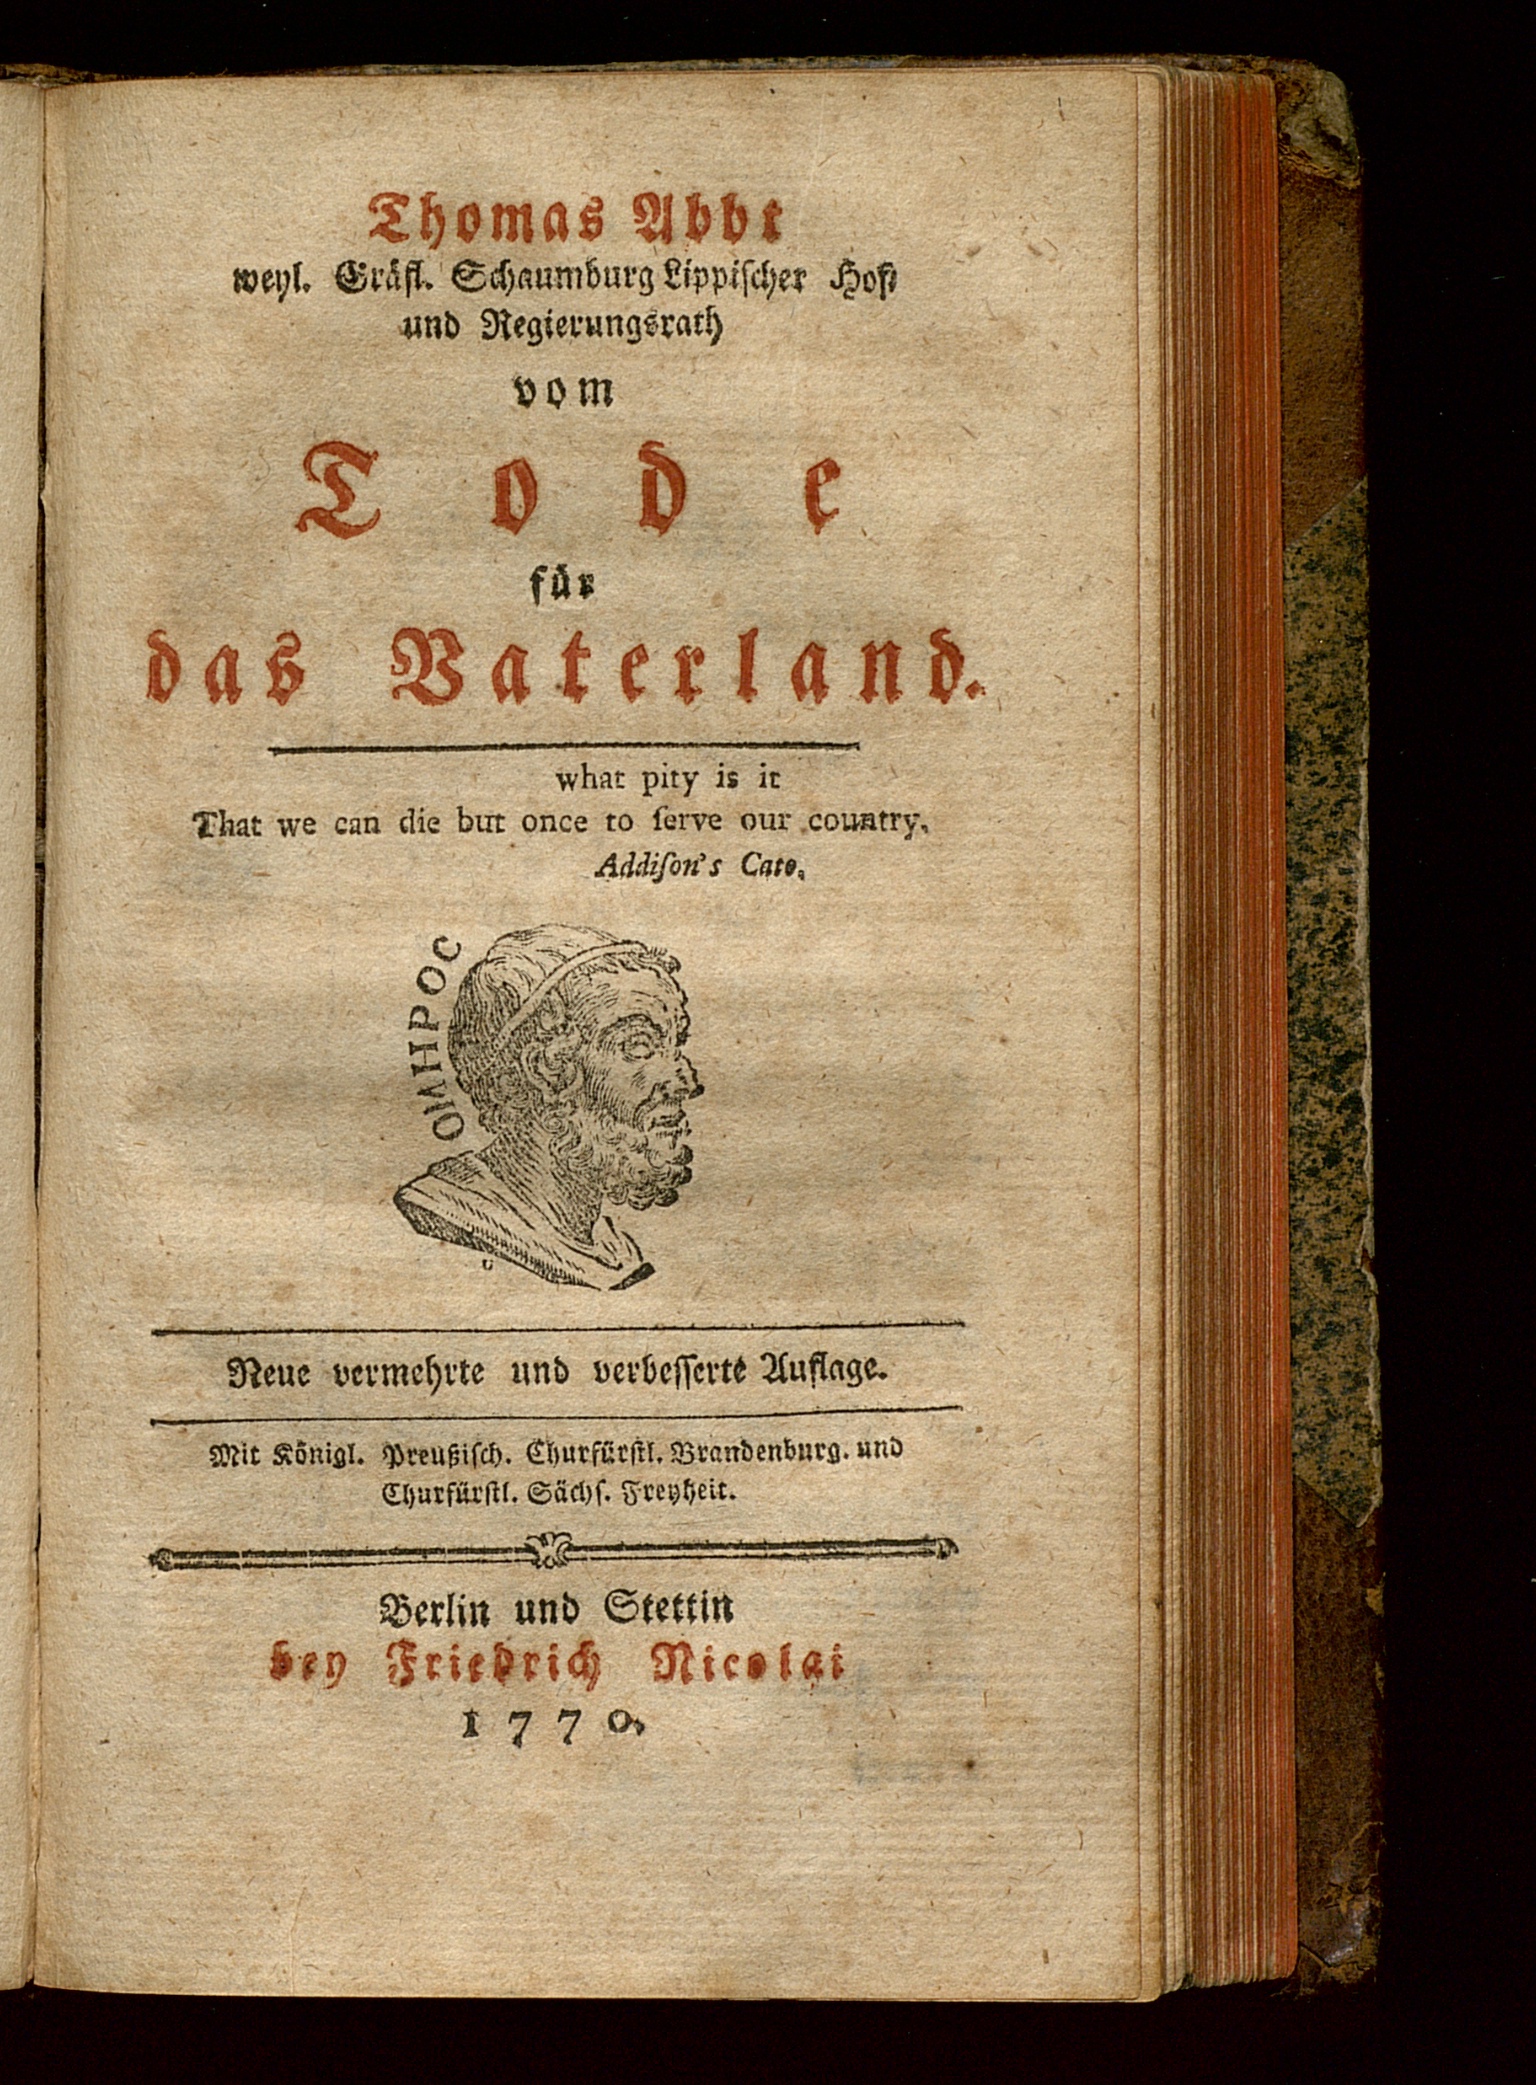 Thomas Abbt
weyl. Gräfl. Schaumburg Lippischer Hof-
und Regierungsrath
vom
Tode
für
das Vaterland.
what pity is it
That we can die but once to ſerve our country.
Addiſon's Cato.
ΟΜΗΡΟC
Neue vermehrte und verbeſſerte Auflage.
Mit Königl. Preußiſch. Churfürſtl. Brandenburg. und
Churfürſtl. Sächſ. Freyheit.
Berlin und Stettin
bey Friedrich Nicolai
1770.